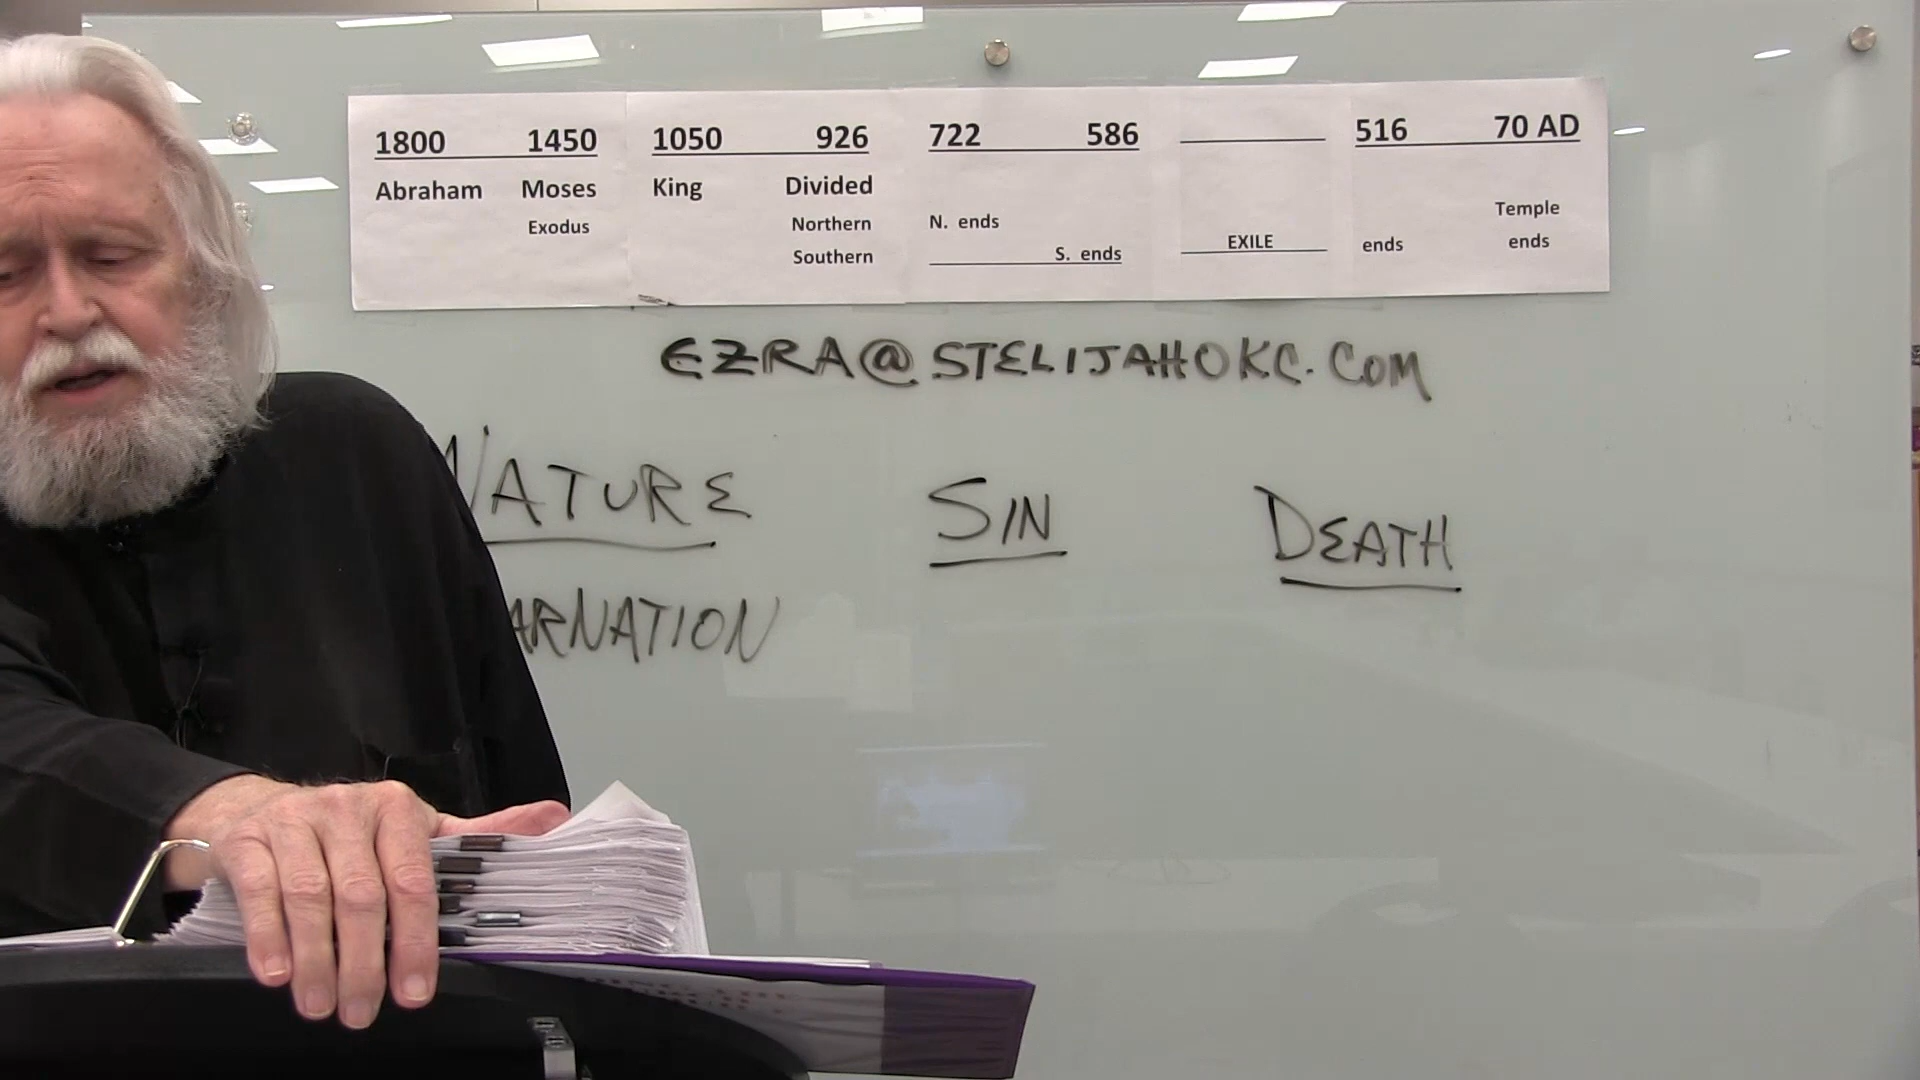 1800 1450 1050 926 722 586 516 70 AD
Abraham Moses King Divided
Exodus Northern N. ends Temple
Southern S. ends EXILE ends ends
EZRA@STELIJAHOKC.COM
NATURE SIN DEATH
ARNATION